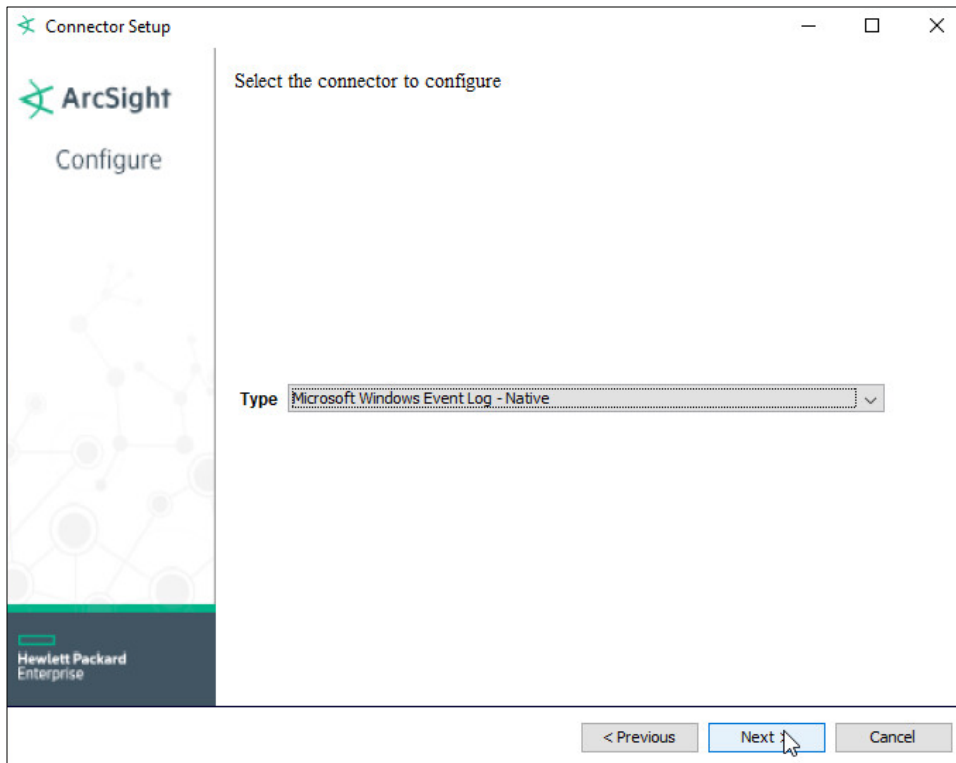 Connector Setup
ArcSight
Configure
Select the connector to configure
Type Microsoft Windows Event Log - Native
Hewlett Packard
Enterprise
< Previous Next > Cancel